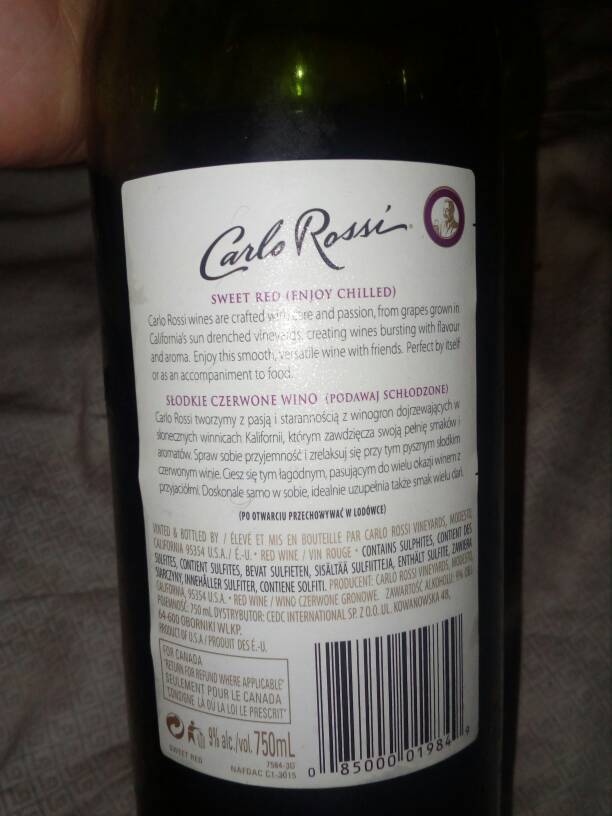 Carlo Rossi
SWEET RED (ENJOY CHILLED)
Carlo Rossi wines are crafted with care and passion, from grapes grown in
California's sun drenched vineyards, creating wines bursting with flavour
and aroma. Enjoy this smooth, versatile wine with friends. Perfect by itself
or as an accompaniment to food.
SŁODKIE CZERWONE WINO (PODAWAJ SCHŁODZONE)
Carlo Rossi tworzymy z pasją i starannością z winogron dojrzewających w
słonecznych winnicach Kalifornii, którym zawdzięcza swoją pełnię smaków i
aromatów. Spraw sobie przyjemność i zrelaksuj się przy tym pysznym słodkim
czerwonym winie. Ciesz się tym łagodnym, pasującym do wielu okazji winem z
przyjaciółmi. Doskonałe samo w sobie, idealnie uzupełnia także smak wielu dań.
(PO OTWARCIU PRZECHOWYWAĆ W LODÓWCE)
VINTED & BOTTLED BY / ÉLEVÉ ET MIS EN BOUTEILLE PAR CARLO ROSSI VINEYARDS, MODESTO,
CALIFORNIA 95354 U.S.A./ É.-U. • RED WINE / VIN ROUGE • CONTAINS SULPHITES, CONTIENT DES
SULFITES, CONTIENT SULFITES, BEVAT SULFIETEN, SISÄLTÄÄ SULFIITTEJA, ENTHÄLT SULFITE, ZAWIERA
SIARCZYNY, INNEHÅLLER SULFITER, CONTIENE SOLFITI. PRODUCENT: CARLO ROSSI VINEYARDS, MODESTO,
CALIFORNIA, 95354 U.S.A. • RED WINE / WINO CZERWONE GRONOWE. ZAWARTOŚĆ ALKOHOLU: 9% OBJ.
POJEMNOŚĆ: 750 mL DYSTRYBUTOR: CEDC INTERNATIONAL SP. Z O.O. UL. KOWANOWSKA 48,
64-600 OBORNIKI WLKP.
PRODUCT OF U.S.A./ PRODUIT DES É.-U.
FOR CANADA
"RETURN FOR REFUND WHERE APPLICABLE"
SEULEMENT POUR LE CANADA
"CONSIGNÉ LÀ OU LA LOI LE PRESCRIT"
9% alc./vol. 750mL
SWEET RED
7584-3U
NAFDAC C1-3015
0 85000 01984 9